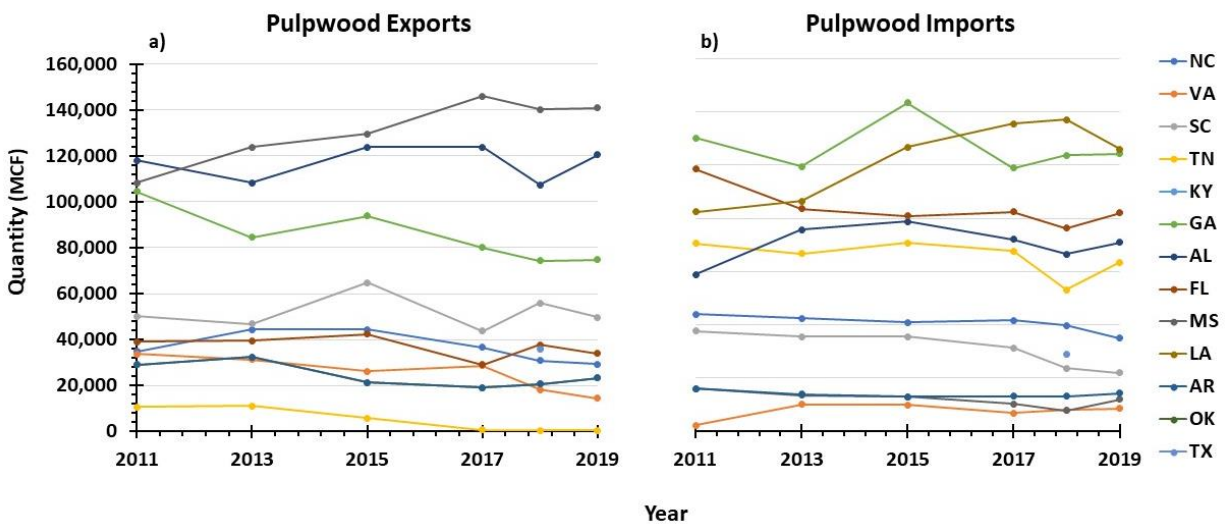 Pulpwood Exports
Pulpwood Imports
a)
b)
Quantity (MCF)
160,000
140,000
120,000
100,000
80,000
60,000
40,000
20,000
0
2011 2013 2015 2017 2019
2011 2013 2015 2017 2019
Year
NC
VA
SC
TN
KY
GA
AL
FL
MS
LA
AR
OK
TX